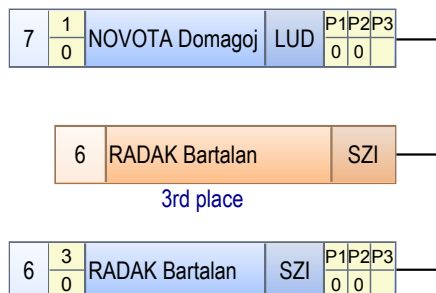 7 1 0 NOVOTA Domagoj LUD P1 P2 P3 0 0
6 RADAK Bartalan SZI
3rd place
6 3 0 RADAK Bartalan SZI P1 P2 P3 0 0